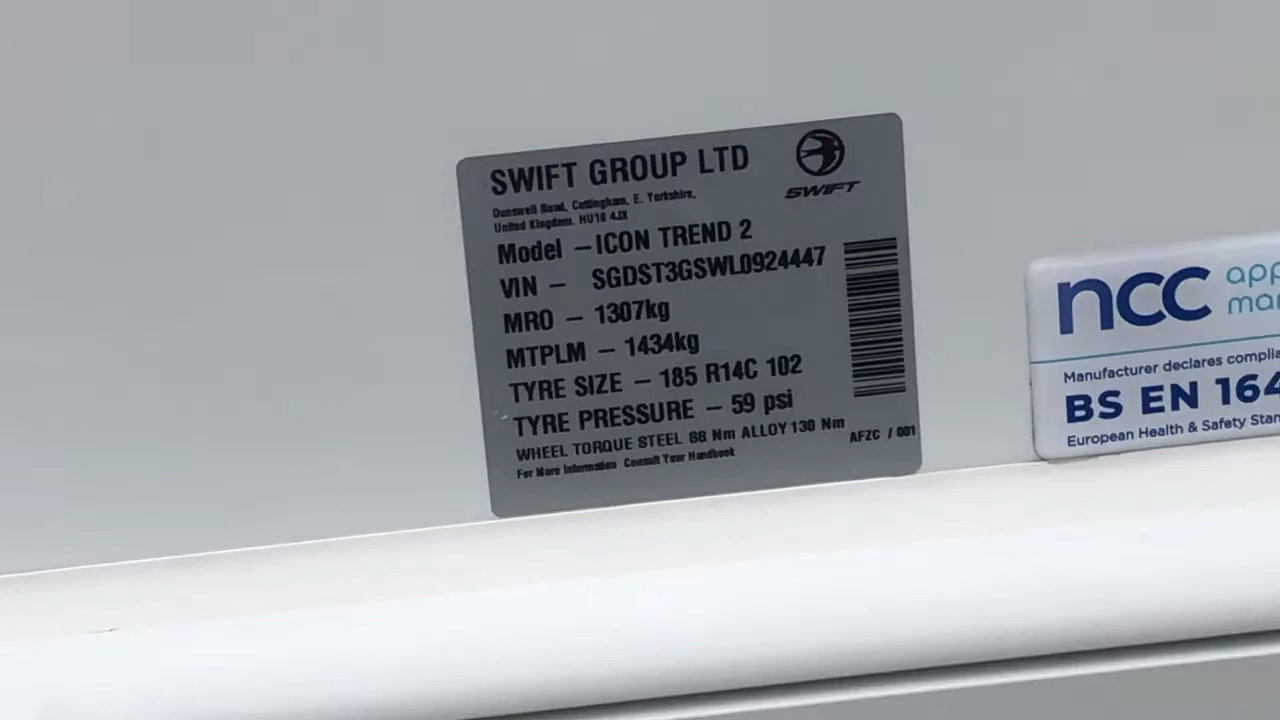 SWIFT GROUP LTD
SWIFT
Dunswell Road, Cottingham, E. Yorkshire,
United Kingdom. HU16 4JX
Model – ICON TREND 2
VIN – SGDST3GSWL0924447
MRO – 1307kg
MTPLM – 1434kg
TYRE SIZE – 185 R14C 102
TYRE PRESSURE – 59 psi
WHEEL TORQUE STEEL 88 Nm ALLOY 130 Nm
For More Information Consult Your Handbook
AFZC / 001
ncc app
mar
Manufacturer declares complia
BS EN 164
European Health & Safety Stan